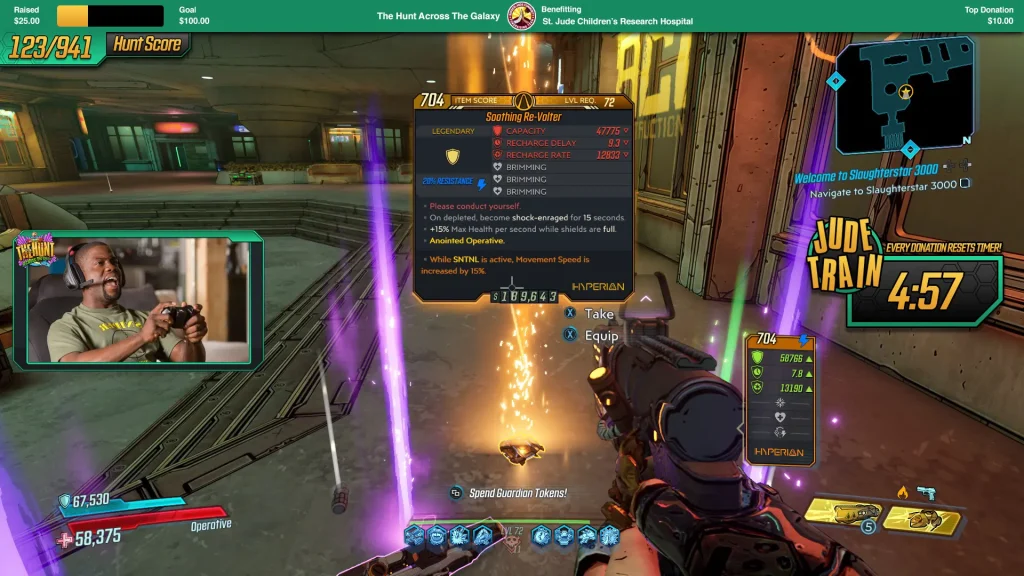 Raised
$25.00
Goal
$100.00
The Hunt Across The Galaxy
Benefitting
St. Jude Children's Research Hospital
Top Donation
$10.00
123/941
Hunt Score
704 ITEM SCORE LVL REQ. 72
Soothing Re-Volter
LEGENDARY
CAPACITY 47775
RECHARGE DELAY 9.3
RECHARGE RATE 12833
BRIMMING
20% RESISTANCE
BRIMMING
BRIMMING
• Please conduct yourself.
• On depleted, become shock-enraged for 15 seconds.
• +15% Max Health per second while shields are full.
• Anointed Operative.
• While SNTNL is active, Movement Speed is
increased by 15%.
HYPERION
$ 189,643
X Take
X Equip
N
Welcome to Slaughterstar 3000
Navigate to Slaughterstar 3000
THE HUNT
JUDE
TRAIN
EVERY DONATION RESETS TIMER!
4:57
704
58766
7.8
13190
HYPERION
Spend Guardian Tokens!
67,530
58,375
Operative
72
5